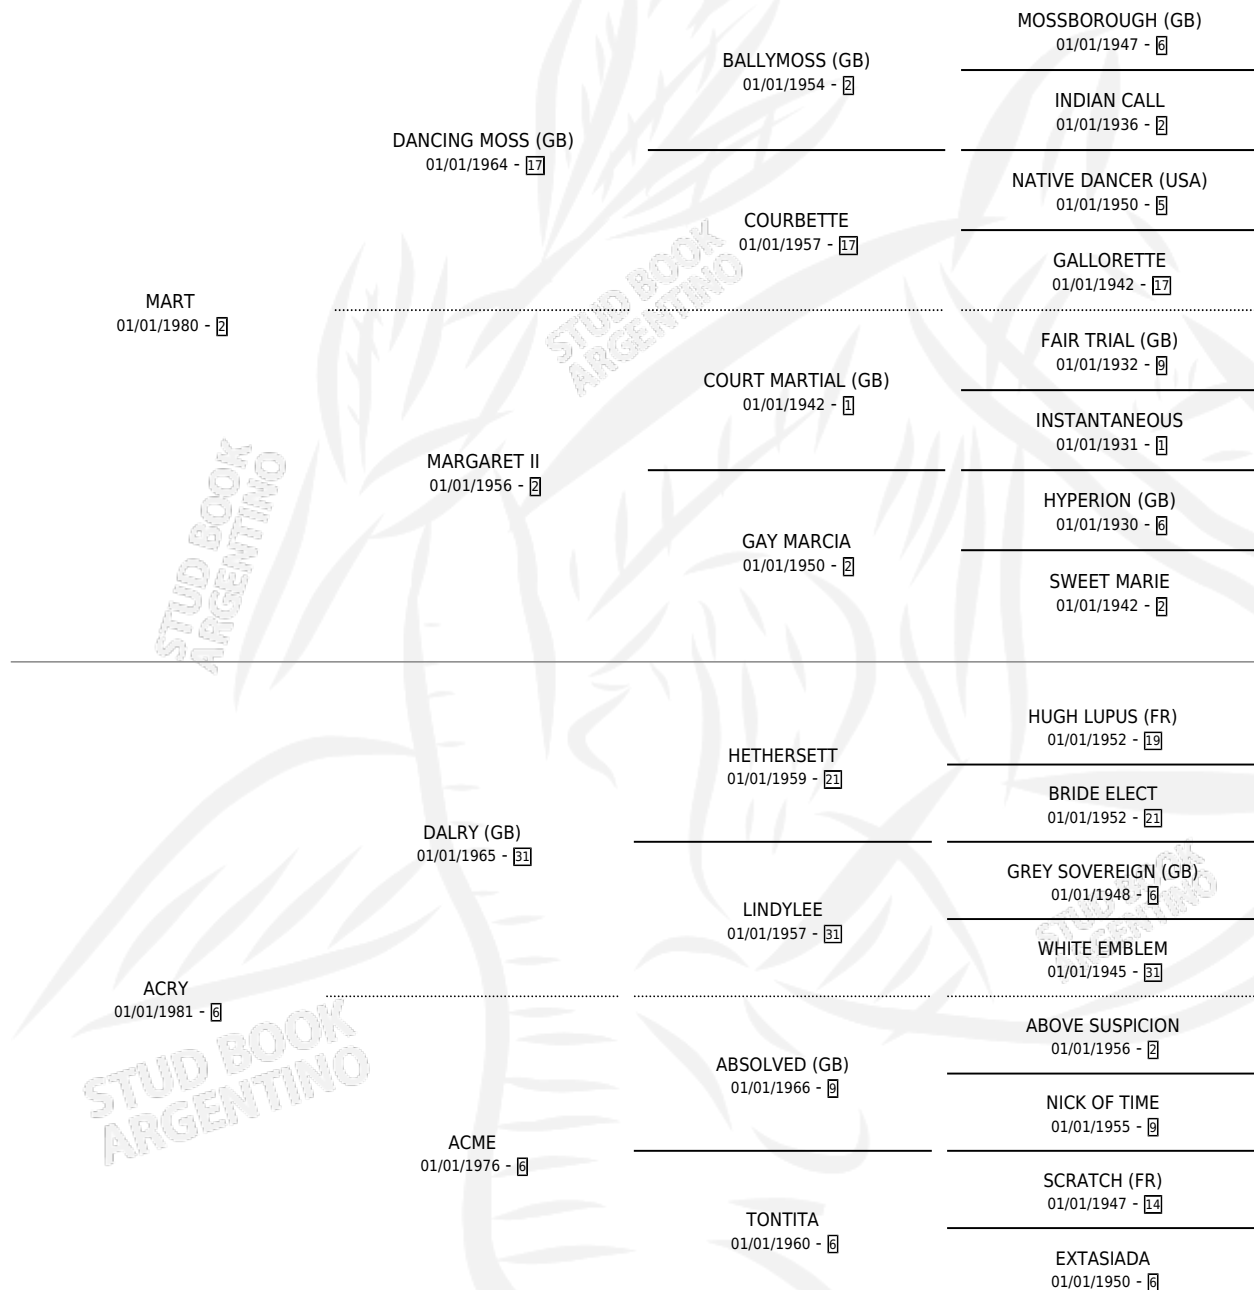 MOSSBOROUGH (GB)
01/01/1947 - 6
BALLYMOSS (GB)
01/01/1954 - 2
INDIAN CALL
01/01/1936 - 2
DANCING MOSS (GB)
01/01/1964 - 17
NATIVE DANCER (USA)
01/01/1950 - 5
COURBETTE
01/01/1957 - 17
GALLORETTE
01/01/1942 - 17
MART
01/01/1980 - 2
FAIR TRIAL (GB)
01/01/1932 - 9
COURT MARTIAL (GB)
01/01/1942 - 1
INSTANTANEOUS
01/01/1931 - 1
MARGARET II
01/01/1956 - 2
HYPERION (GB)
01/01/1930 - 6
GAY MARCIA
01/01/1950 - 2
SWEET MARIE
01/01/1942 - 2
HUGH LUPUS (FR)
01/01/1952 - 19
HETHERSETT
01/01/1959 - 21
BRIDE ELECT
01/01/1952 - 21
DALRY (GB)
01/01/1965 - 31
GREY SOVEREIGN (GB)
01/01/1948 - 6
LINDYLEE
01/01/1957 - 31
WHITE EMBLEM
01/01/1945 - 31
ACRY
01/01/1981 - 6
ABOVE SUSPICION
01/01/1956 - 2
ABSOLVED (GB)
01/01/1966 - 9
NICK OF TIME
01/01/1955 - 9
ACME
01/01/1976 - 6
SCRATCH (FR)
01/01/1947 - 14
TONTITA
01/01/1960 - 6
EXTASIADA
01/01/1950 - 6
STUD BOOK
ARGENTINO
STUD BOOK
ARGENTINO
STUD BOOK
ARGENTINO
STUD BOOK
ARGENTINO